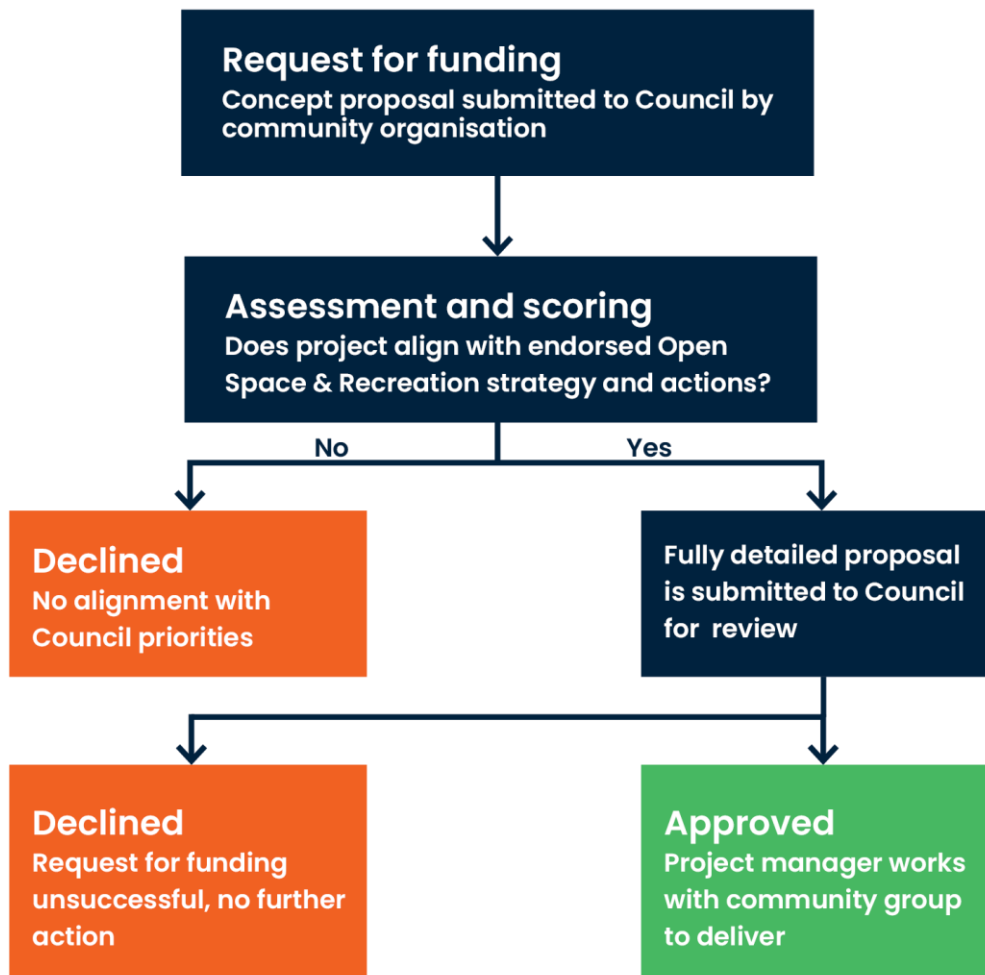 Request for funding
Concept proposal submitted to Council by
community organisation
Assessment and scoring
Does project align with endorsed Open
Space & Recreation strategy and actions?
No
Yes
Declined
No alignment with
Council priorities
Fully detailed proposal
is submitted to Council
for review
Declined
Request for funding
unsuccessful, no further
action
Approved
Project manager works
with community group
to deliver